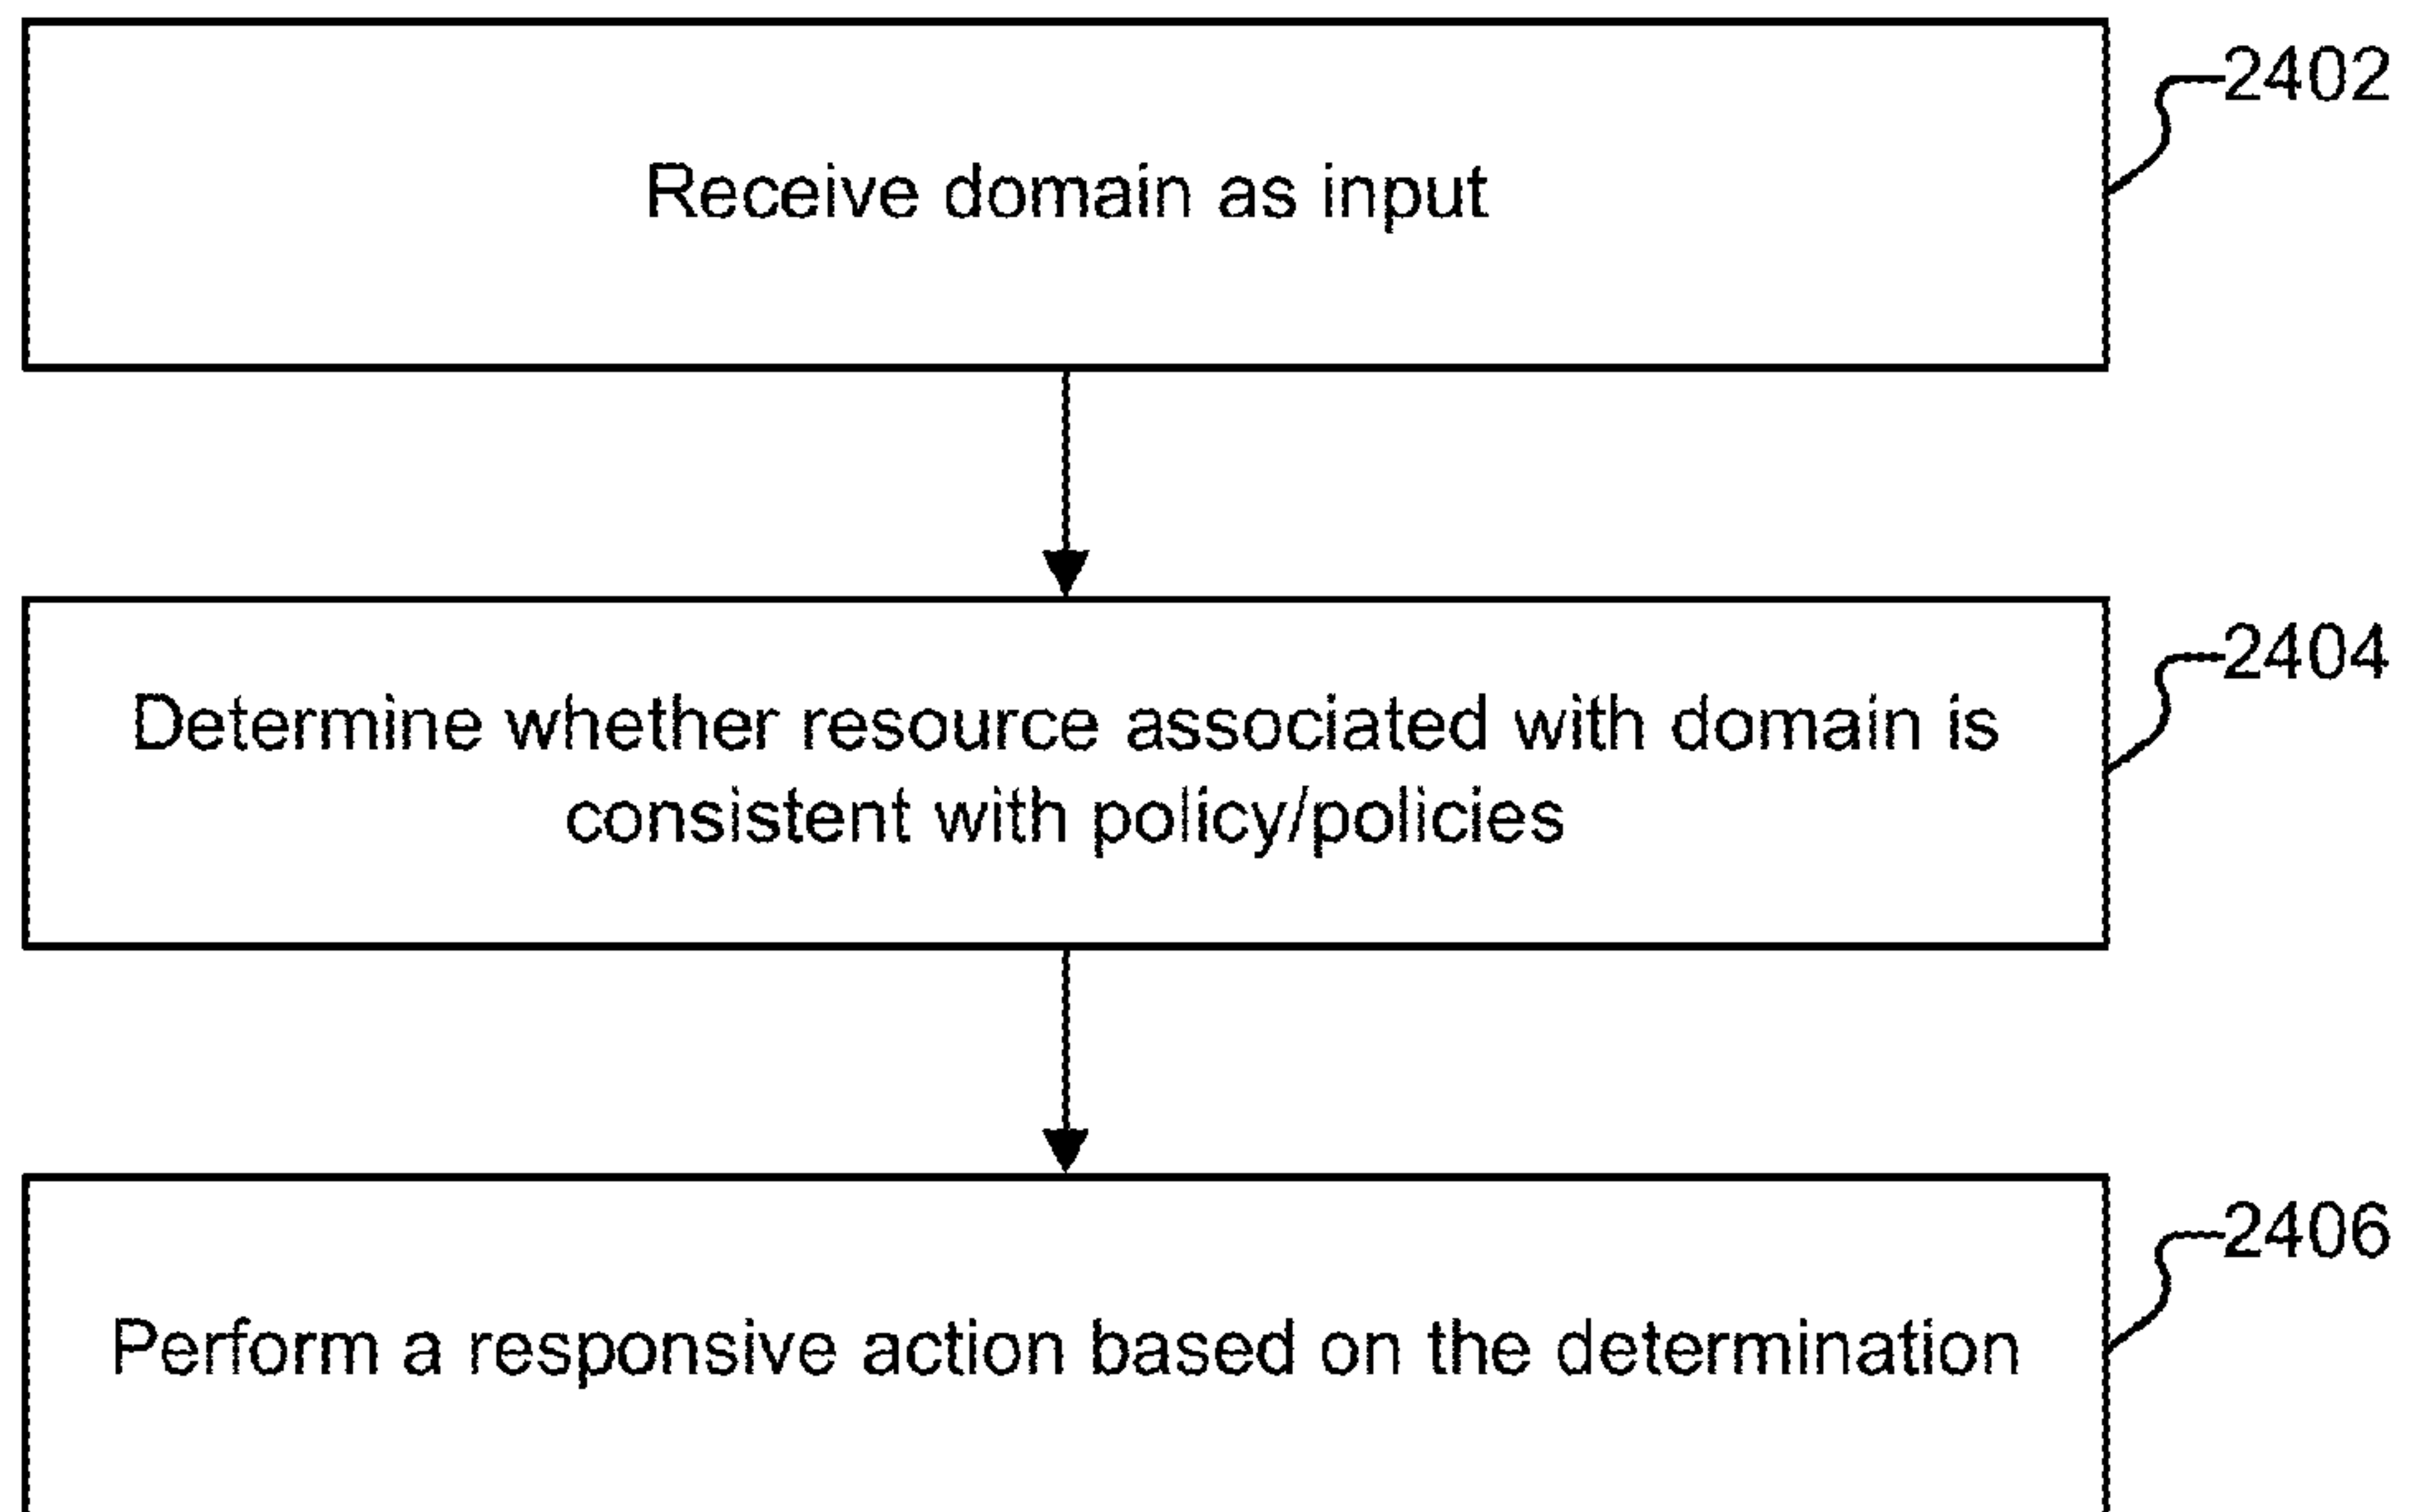 2402
Receive domain as input
2404
Determine whether resource associated with domain is
consistent with policy/policies
2406
Perform a responsive action based on the determination